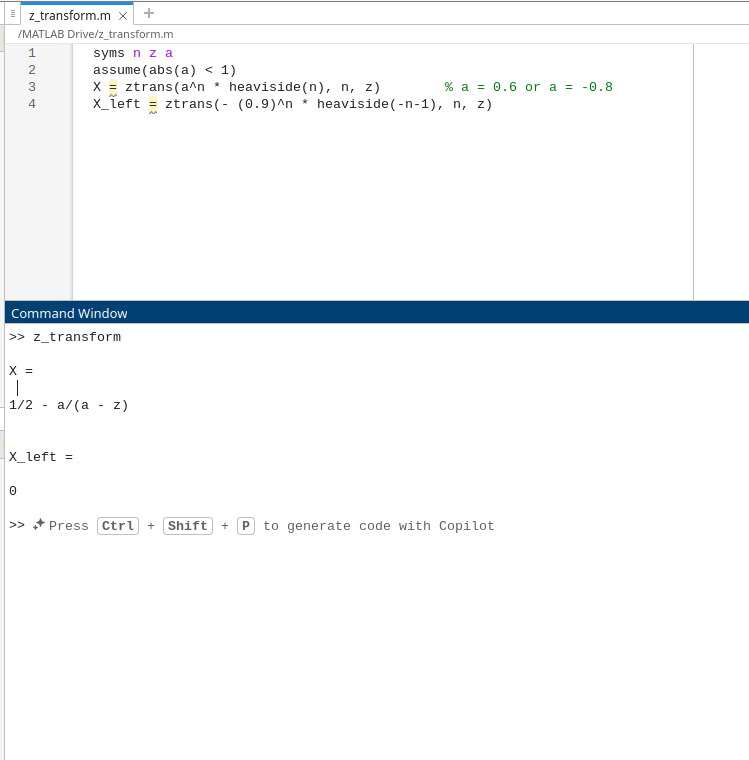 z_transform.m × +
/MATLAB Drive/z_transform.m
1 syms n z a
2 assume(abs(a) < 1)
3 X = ztrans(a^n * heaviside(n), n, z)        % a = 0.6 or a = -0.8
4 X_left = ztrans(- (0.9)^n * heaviside(-n-1), n, z)
Command Window
>> z_transform
X =
1/2 - a/(a - z)
X_left =
0
>> Press Ctrl + Shift + P to generate code with Copilot